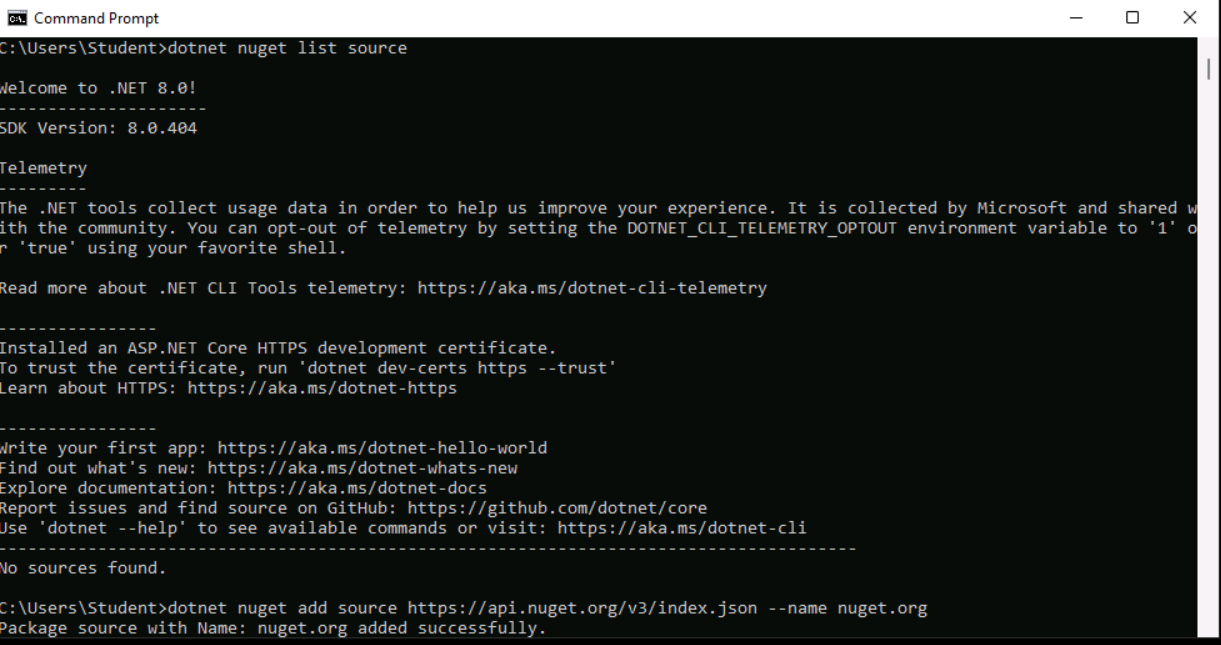 Command Prompt
C:\Users\Student>dotnet nuget list source
Welcome to .NET 8.0!
---------------------
SDK Version: 8.0.404
Telemetry
---------
The .NET tools collect usage data in order to help us improve your experience. It is collected by Microsoft and shared w
ith the community. You can opt-out of telemetry by setting the DOTNET_CLI_TELEMETRY_OPTOUT environment variable to '1' o
r 'true' using your favorite shell.
Read more about .NET CLI Tools telemetry: https://aka.ms/dotnet-cli-telemetry
----------------
Installed an ASP.NET Core HTTPS development certificate.
To trust the certificate, run 'dotnet dev-certs https --trust'
Learn about HTTPS: https://aka.ms/dotnet-https
----------------
Write your first app: https://aka.ms/dotnet-hello-world
Find out what's new: https://aka.ms/dotnet-whats-new
Explore documentation: https://aka.ms/dotnet-docs
Report issues and find source on GitHub: https://github.com/dotnet/core
Use 'dotnet --help' to see available commands or visit: https://aka.ms/dotnet-cli
--------------------------------------------------------------------------------------
No sources found.
C:\Users\Student>dotnet nuget add source https://api.nuget.org/v3/index.json --name nuget.org
Package source with Name: nuget.org added successfully.